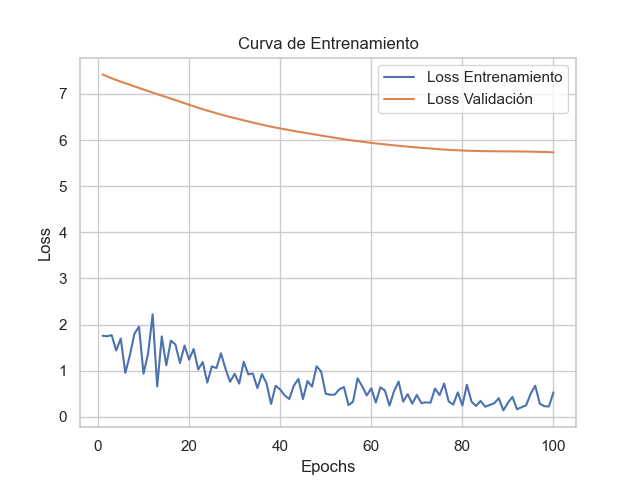 Curva de Entrenamiento
Loss Entrenamiento
Loss Validación
7
6
5
4
3
2
1
0
Loss
0 20 40 60 80 100
Epochs